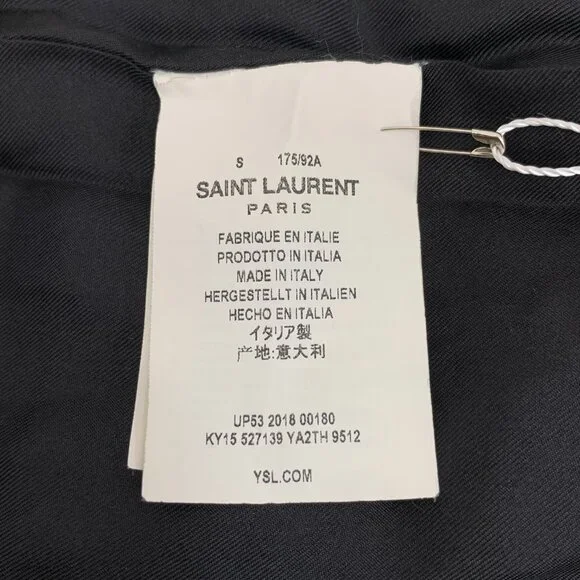 S 175/92A
SAINT LAURENT
PARIS
FABRIQUE EN ITALIE
PRODOTTO IN ITALIA
MADE IN ITALY
HERGESTELLT IN ITALIEN
HECHO EN ITALIA
イタリア製
产地:意大利
UP53 2018 00180
KY15 527139 YA2TH 9512
YSL.COM